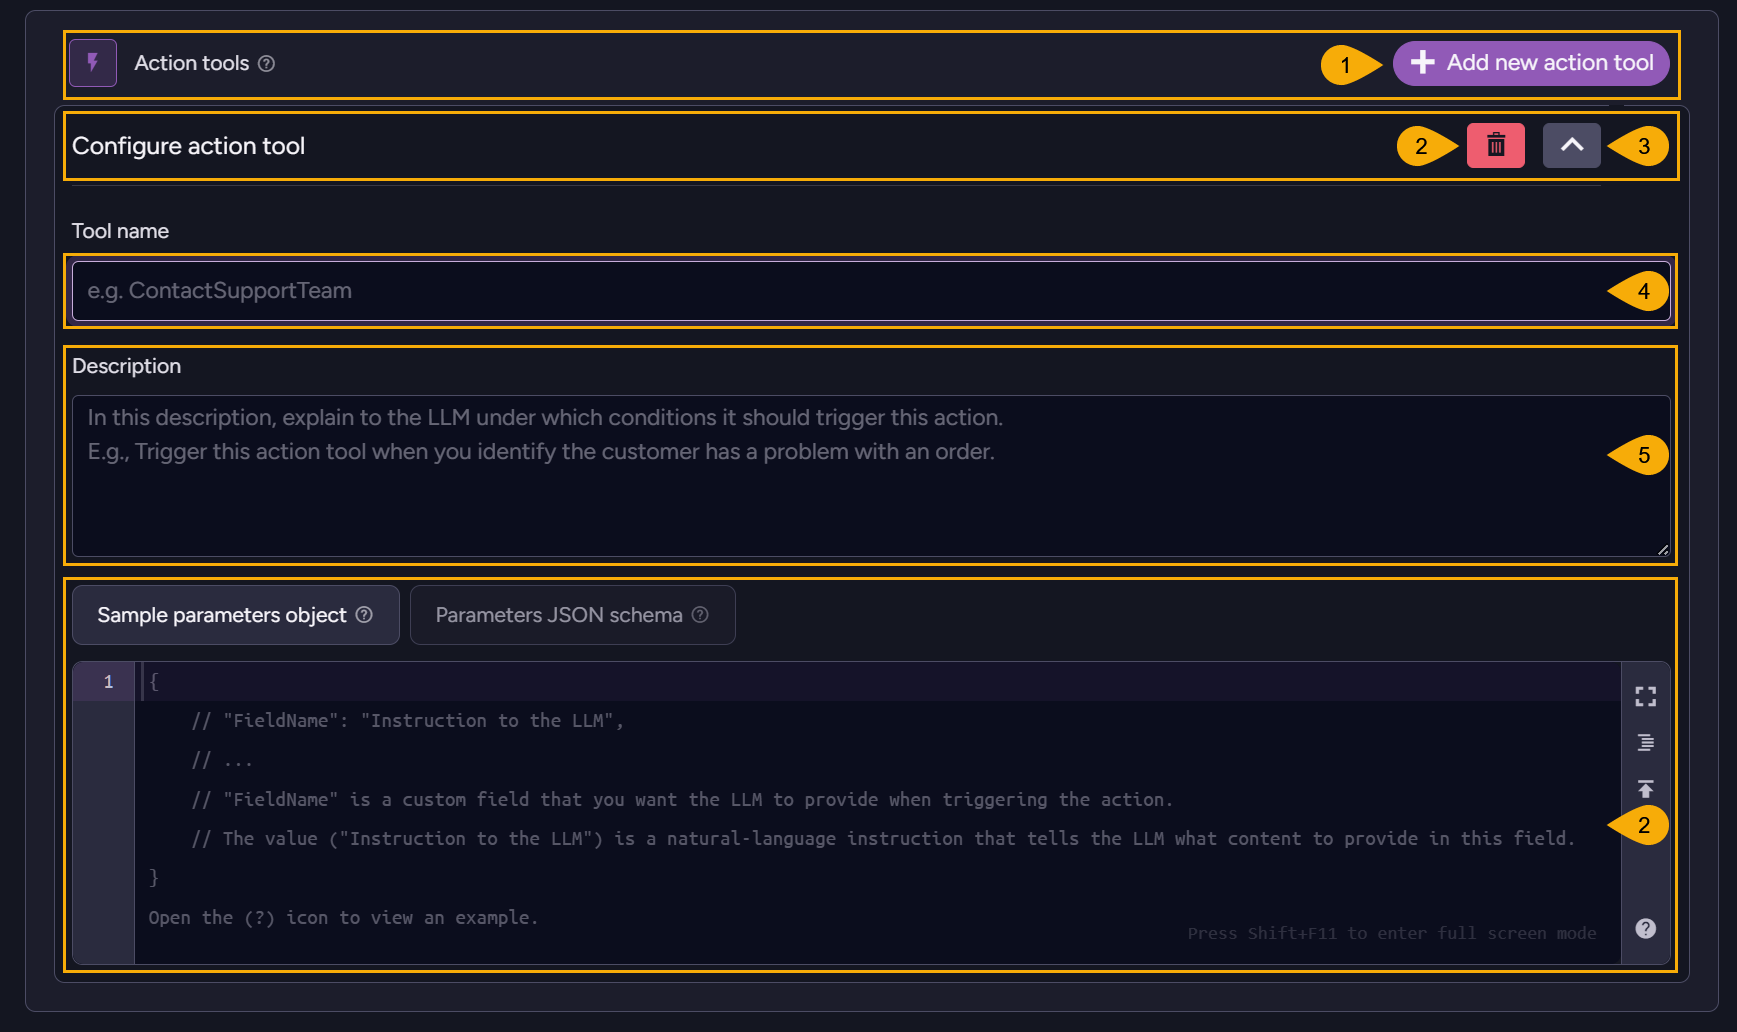 Action tools ?
1
Add new action tool
Configure action tool
2
3
Tool name
e.g. ContactSupportTeam
4
Description
In this description, explain to the LLM under which conditions it should trigger this action.
E.g., Trigger this action tool when you identify the customer has a problem with an order.
5
Sample parameters object ?
Parameters JSON schema ?
1 {
// "FieldName": "Instruction to the LLM",
// ...
// "FieldName" is a custom field that you want the LLM to provide when triggering the action.
// The value ("Instruction to the LLM") is a natural-language instruction that tells the LLM what content to provide in this field.
2
}
Open the (?) icon to view an example.
Press Shift+F11 to enter full screen mode
?